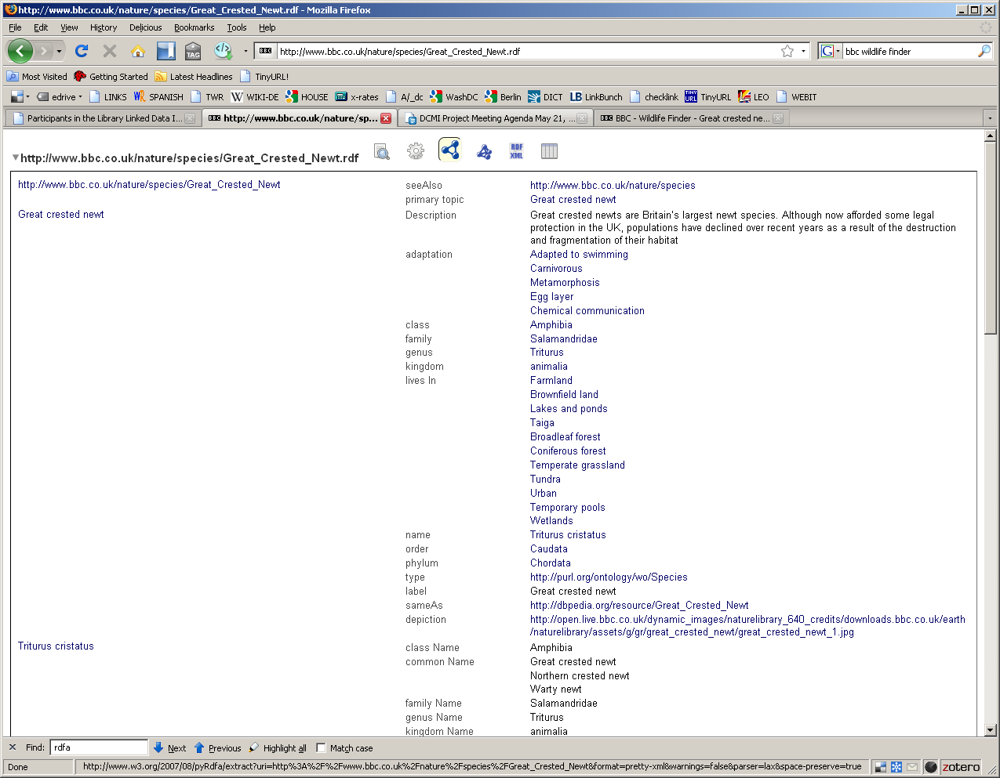 http://www.bbc.co.uk/nature/species/Great_Crested_Newt.rdf - Mozilla Firefox
File Edit View History Delicious Bookmarks Tools Help
TAG BBC http://www.bbc.co.uk/nature/species/Great_Crested_Newt.rdf G bbc wildlife finder
Most Visited Getting Started Latest Headlines TinyURL!
edrive LINKS SPANISH TWR W WIKI-DE HOUSE x-rates A/_dc WashDC Berlin DICT LB LinkBunch checklink TinyURL LEO WEBIT
Participants in the Library Linked Data I... BBC http://www.bbc.co.uk/nature/sp... DCMI Project Meeting Agenda May 21, ... BBC BBC - Wildlife Finder - Great crested ne...
http://www.bbc.co.uk/nature/species/Great_Crested_Newt.rdf RDF XML
http://www.bbc.co.uk/nature/species/Great_Crested_Newt seeAlso http://www.bbc.co.uk/nature/species
primary topic Great crested newt
Great crested newt Description Great crested newts are Britain's largest newt species. Although now afforded some legal
protection in the UK, populations have declined over recent years as a result of the destruction
and fragmentation of their habitat
adaptation Adapted to swimming
Carnivorous
Metamorphosis
Egg layer
Chemical communication
class Amphibia
family Salamandridae
genus Triturus
kingdom animalia
lives In Farmland
Brownfield land
Lakes and ponds
Taiga
Broadleaf forest
Coniferous forest
Temperate grassland
Tundra
Urban
Temporary pools
Wetlands
name Triturus cristatus
order Caudata
phylum Chordata
type http://purl.org/ontology/wo/Species
label Great crested newt
sameAs http://dbpedia.org/resource/Great_Crested_Newt
depiction http://open.live.bbc.co.uk/dynamic_images/naturelibrary_640_credits/downloads.bbc.co.uk/earth
/naturelibrary/assets/g/gr/great_crested_newt/great_crested_newt_1.jpg
Triturus cristatus class Name Amphibia
common Name Great crested newt
Northern crested newt
Warty newt
family Name Salamandridae
genus Name Triturus
kingdom Name animalia
Find: rdfa Next Previous Highlight all Match case
Done http://www.w3.org/2007/08/pyRdfa/extract?uri=http%3A%2F%2Fwww.bbc.co.uk%2Fnature%2Fspecies%2FGreat_Crested_Newt&format=pretty-xml&warnings=false&parser=lax&space-preserve=true zotero